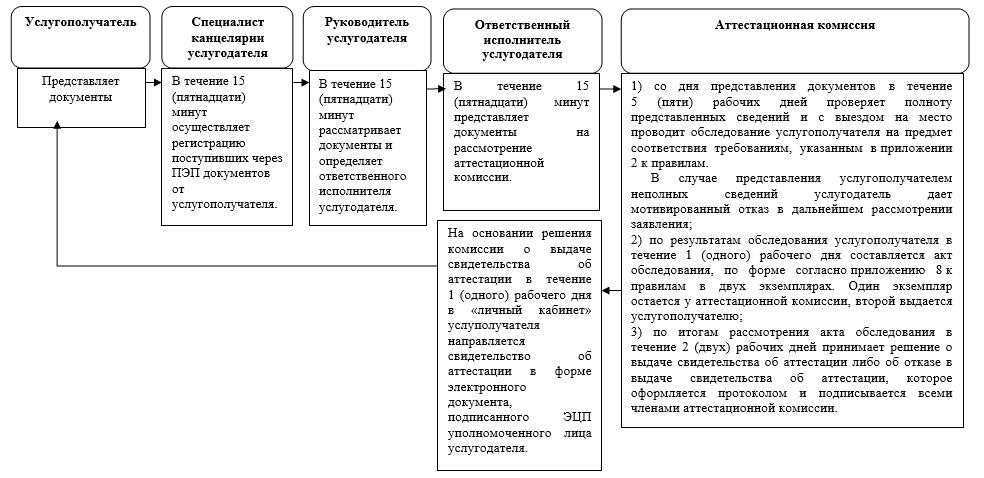 Услугополучатель
Специалист
канцелярии
услугодателя
Руководитель
услугодателя
Ответственный
исполнитель
услугодателя
Аттестационная комиссия
Представляет
документы
В течение 15
(пятнадцати)
минут
осуществляет
регистрацию
поступивших через
ПЭП документов
от
услугополучателя.
В течение 15
(пятнадцати)
минут
рассматривает
документы и
определяет
ответственного
исполнителя
услугодателя.
В течение 15
(пятнадцати) минут
представляет
документы на
рассмотрение
аттестационной
комиссии.
1) со дня представления документов в течение
5 (пяти) рабочих дней проверяет полноту
представленных сведений и с выездом на место
проводит обследование услугополучателя на предмет
соответствия требованиям, указанным в приложении
2 к правилам.
В случае представления услугополучателем
неполных сведений услугодатель дает
мотивированный отказ в дальнейшем рассмотрении
заявления;
2) по результатам обследования услугополучателя в
течение 1 (одного) рабочего дня составляется акт
обследования, по форме согласно приложению 8 к
правилам в двух экземплярах. Один экземпляр
остается у аттестационной комиссии, второй выдается
услугополучателю;
3) по итогам рассмотрения акта обследования в
течение 2 (двух) рабочих дней принимает решение о
выдаче свидетельства об аттестации либо об отказе в
выдаче свидетельства об аттестации, которое
оформляется протоколом и подписывается всеми
членами аттестационной комиссии.
На основании решения
комиссии о выдаче
свидетельства об
аттестации в течение
1 (одного) рабочего дня
в «личный кабинет»
услуполучателя
направляется
свидетельство об
аттестации в форме
электронного
документа,
подписанного ЭЦП
уполномоченного лица
услугодателя.